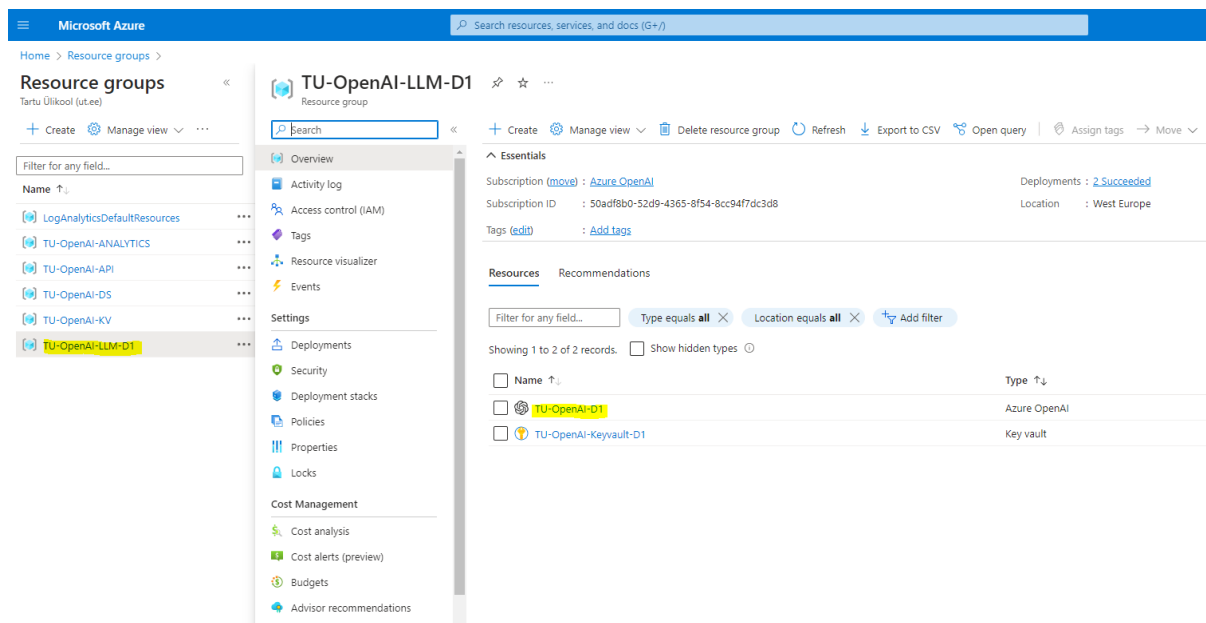 Microsoft Azure
Search resources, services, and docs (G+/)
Home > Resource groups >
Resource groups
Tartu Ülikool (ut.ee)
Create Manage view
Filter for any field...
Name
LogAnalyticsDefaultResources
TU-OpenAI-ANALYTICS
TU-OpenAI-API
TU-OpenAI-DS
TU-OpenAI-KV
TU-OpenAI-LLM-D1
TU-OpenAI-LLM-D1
Resource group
Search
Overview
Activity log
Access control (IAM)
Tags
Resource visualizer
Events
Settings
Deployments
Security
Deployment stacks
Policies
Properties
Locks
Cost Management
Cost analysis
Cost alerts (preview)
Budgets
Advisor recommendations
Create Manage view Delete resource group Refresh Export to CSV Open query Assign tags Move
Essentials
Subscription (move) : Azure OpenAI
Subscription ID : 50adf8b0-52d9-4365-8f54-8cc94f7dc3d8
Tags (edit) : Add tags
Deployments : 2 Succeeded
Location : West Europe
Resources Recommendations
Filter for any field... Type equals all Location equals all Add filter
Showing 1 to 2 of 2 records. Show hidden types
Name Type
TU-OpenAI-D1 Azure OpenAI
TU-OpenAI-Keyvault-D1 Key vault